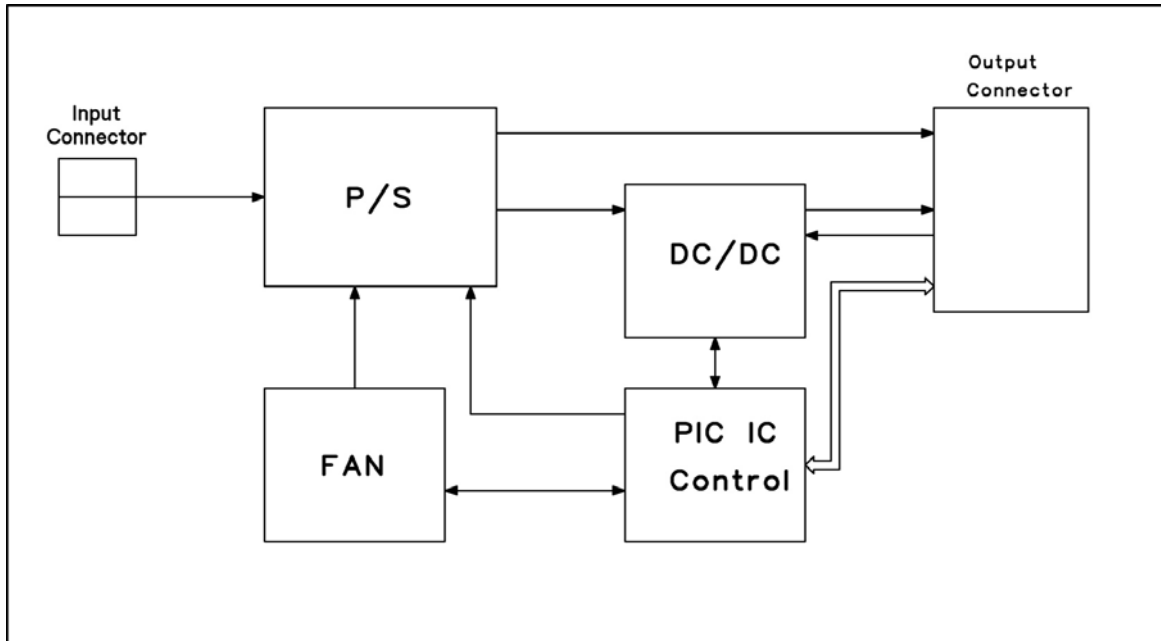 Input
Connector
P/S
DC/DC
Output
Connector
FAN
PIC IC
Control